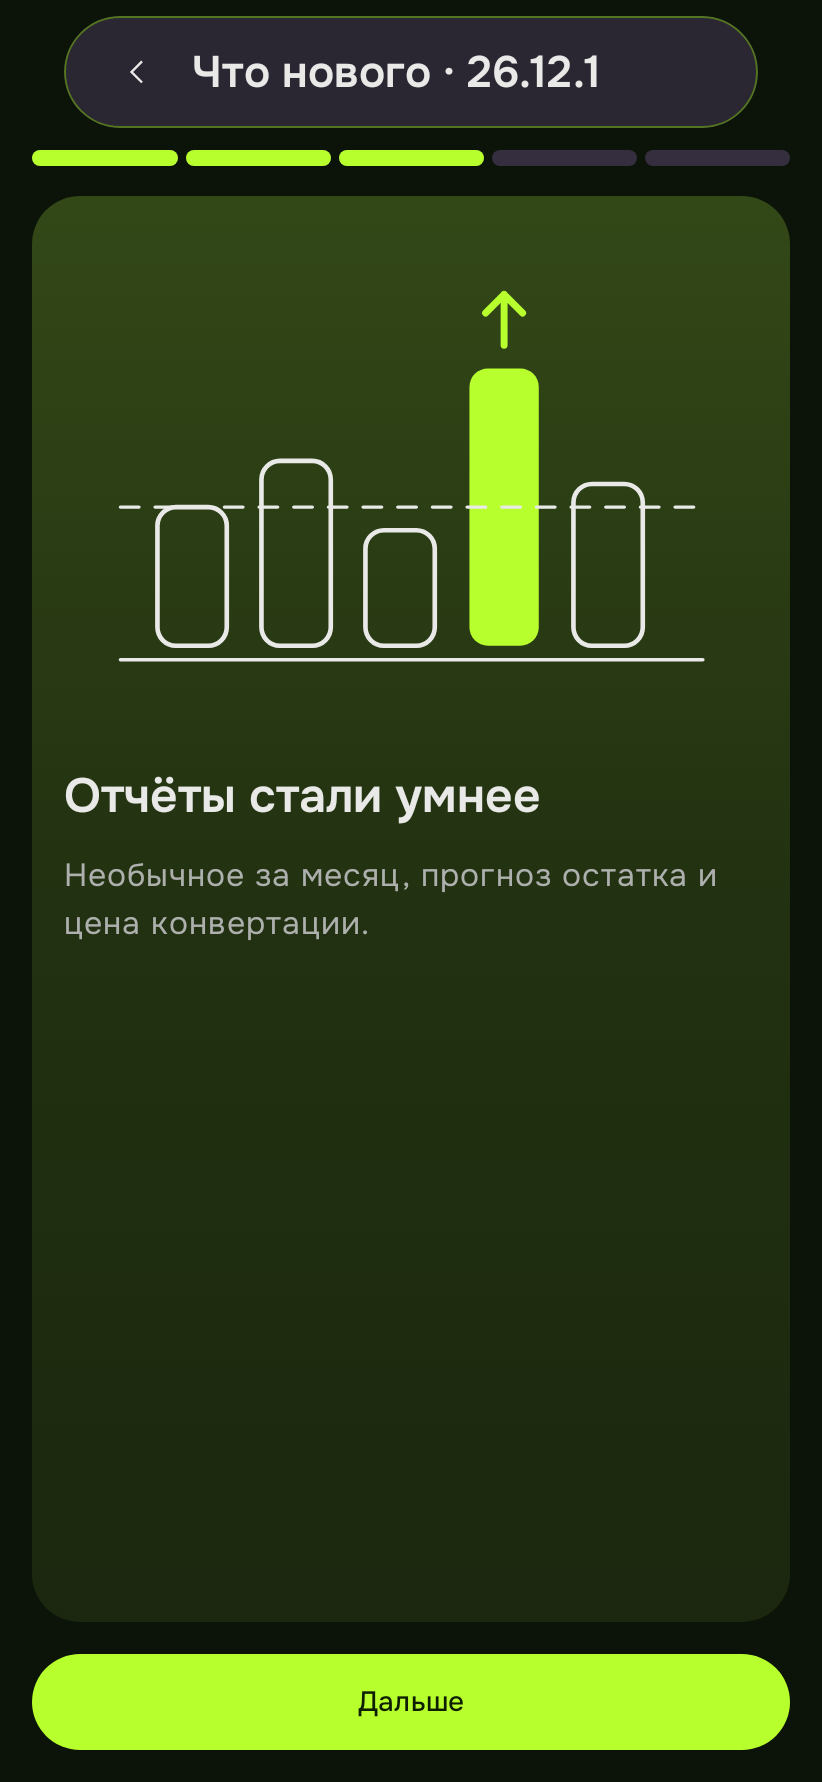 Что нового · 26.12.1
Отчёты стали умнее
Необычное за месяц, прогноз остатка и
цена конвертации.
Дальше